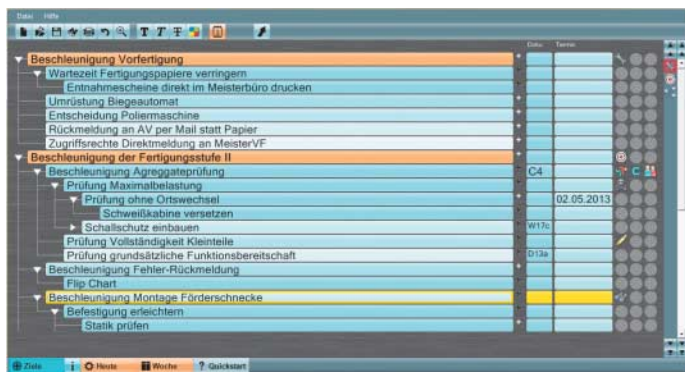 Datei Hilfe
Datu Termin
Beschleunigung Vorfertigung
Wartezeit Fertigungspapiere verringern
Entnahmescheine direkt im Meisterbüro drucken
Umrüstung Biegeautomat
Entscheidung Poliermaschine
Rückmeldung an AV per Mail statt Papier
Zugriffsrechte Direktmeldung an MeisterVF
Beschleunigung der Fertigungsstufe II
Beschleunigung Agreggateprüfung C4 C
Prüfung Maximalbelastung
Prüfung ohne Ortswechsel 02.05.2013
Schweißkabine versetzen
Schallschutz einbauen W17c
Prüfung Vollständigkeit Kleinteile
Prüfung grundsätzliche Funktionsbereitschaft D13a
Beschleunigung Fehler-Rückmeldung
Flip Chart
Beschleunigung Montage Förderschnecke
Befestigung erleichtern
Statik prüfen
Ziele i Heute Woche ? Quickstart